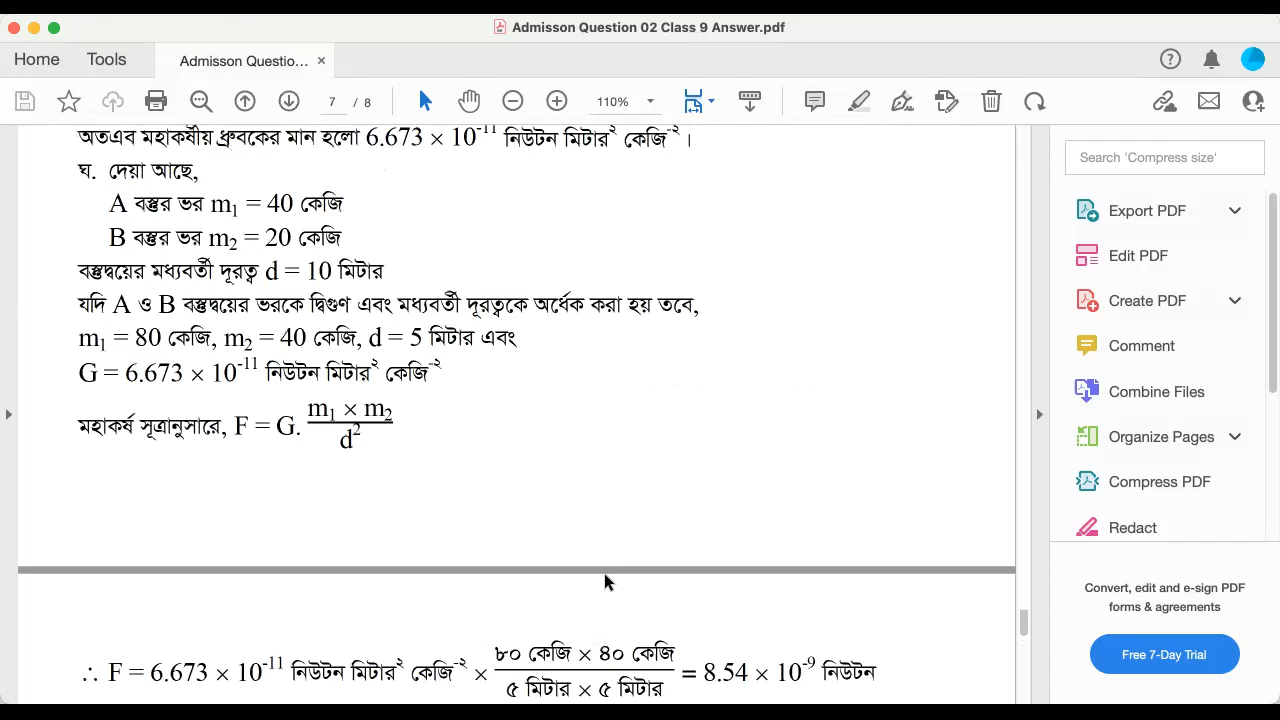 Admisson Question 02 Class 9 Answer.pdf
Home Tools Admisson Questio... ×
7 / 8 110%
অতএব মহাকর্ষীয় ধ্রুবকের মান হলো 6.673 × 10⁻¹¹ নিউটন মিটার² কেজি⁻²।
ঘ. দেয়া আছে,
A বস্তুর ভর m₁ = 40 কেজি
B বস্তুর ভর m₂ = 20 কেজি
বস্তুদ্বয়ের মধ্যবর্তী দূরত্ব d = 10 মিটার
যদি A ও B বস্তুদ্বয়ের ভরকে দ্বিগুণ এবং মধ্যবর্তী দূরত্বকে অর্ধেক করা হয় তবে,
m₁ = 80 কেজি, m₂ = 40 কেজি, d = 5 মিটার এবং
G = 6.673 × 10⁻¹¹ নিউটন মিটার² কেজি⁻²
মহাকর্ষ সূত্রানুসারে, F = G. m₁ × m₂ / d²
∴ F = 6.673 × 10⁻¹¹ নিউটন মিটার² কেজি⁻² × ৮০ কেজি × ৪০ কেজি / ৫ মিটার × ৫ মিটার = 8.54 × 10⁻⁹ নিউটন
Search 'Compress size'
Export PDF
Edit PDF
Create PDF
Comment
Combine Files
Organize Pages
Compress PDF
Redact
Convert, edit and e-sign PDF
forms & agreements
Free 7-Day Trial